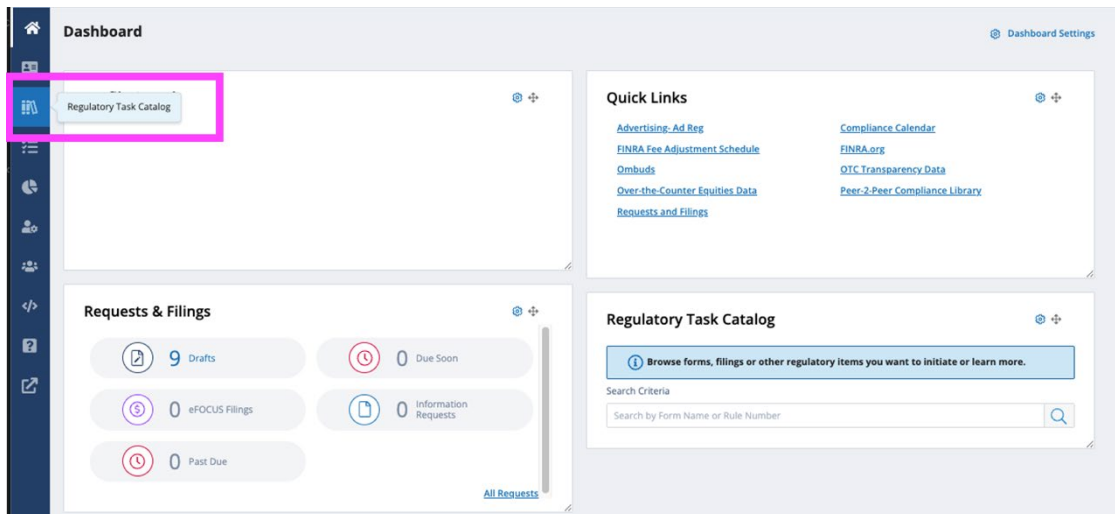 Dashboard
Dashboard Settings
Regulatory Task Catalog
Quick Links
Advertising- Ad Reg
Compliance Calendar
FINRA Fee Adjustment Schedule
FINRA.org
Ombuds
OTC Transparency Data
Over-the-Counter Equities Data
Peer-2-Peer Compliance Library
Requests and Filings
Requests & Filings
9 Drafts
0 Due Soon
0 eFOCUS Filings
0 Information
Requests
0 Past Due
All Requests
Regulatory Task Catalog
Browse forms, filings or other regulatory items you want to initiate or learn more.
Search Criteria
Search by Form Name or Rule Number